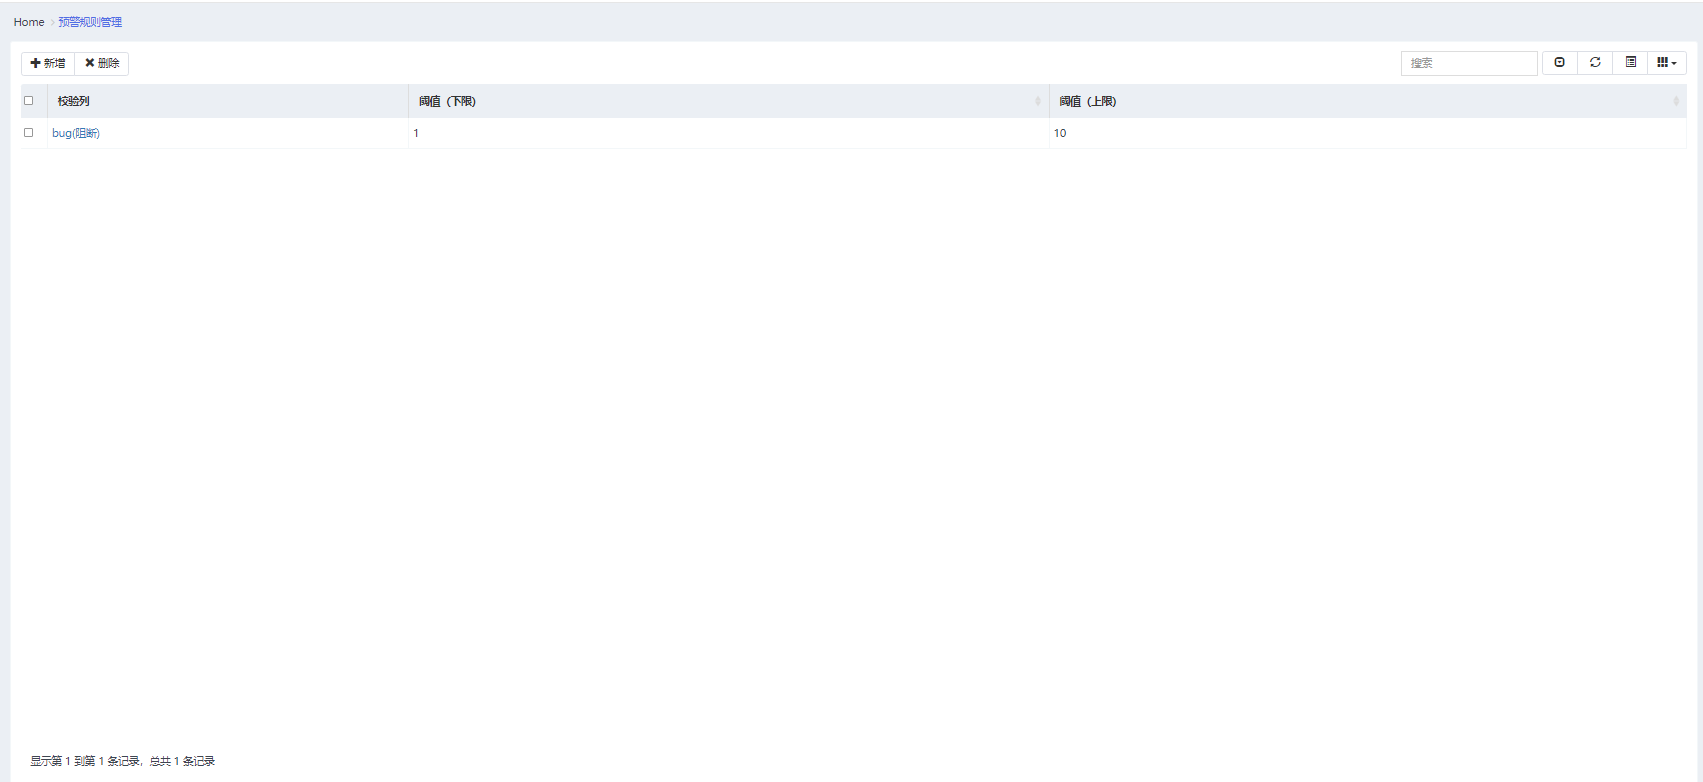 Home > 预警规则管理
新增 删除 搜索
校验列 阈值（下限） 阈值（上限）
bug(阻断) 1 10
显示第 1 到第 1 条记录，总共 1 条记录